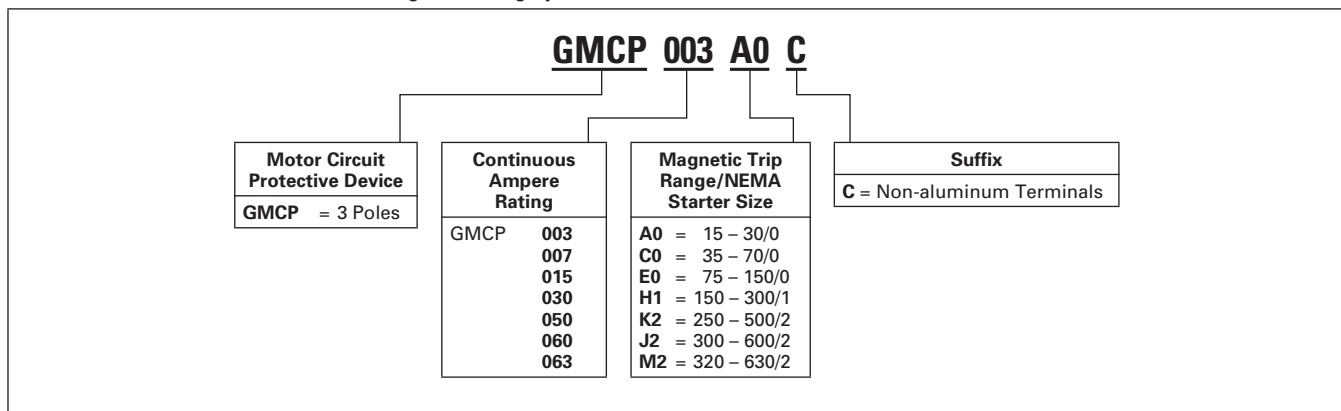 GMCP 003 A0 C
Motor Circuit
Protective Device
GMCP = 3 Poles
Continuous
Ampere
Rating
GMCP 003
007
015
030
050
060
063
Magnetic Trip
Range/NEMA
Starter Size
A0 = 15 – 30/0
C0 = 35 – 70/0
E0 = 75 – 150/0
H1 = 150 – 300/1
K2 = 250 – 500/2
J2 = 300 – 600/2
M2 = 320 – 630/2
Suffix
C = Non-aluminum Terminals